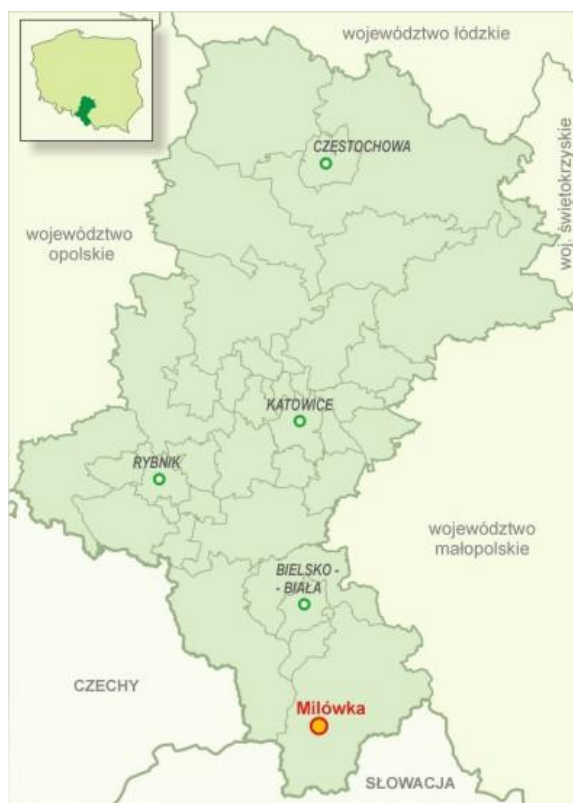 województwo łódzkie
CZĘSTOCHOWA
woj. świętokrzyskie
województwo
opolskie
KATOWICE
RYBNIK
województwo
małopolskie
BIELSKO -
- BIAŁA
CZECHY
Milówka
SŁOWACJA